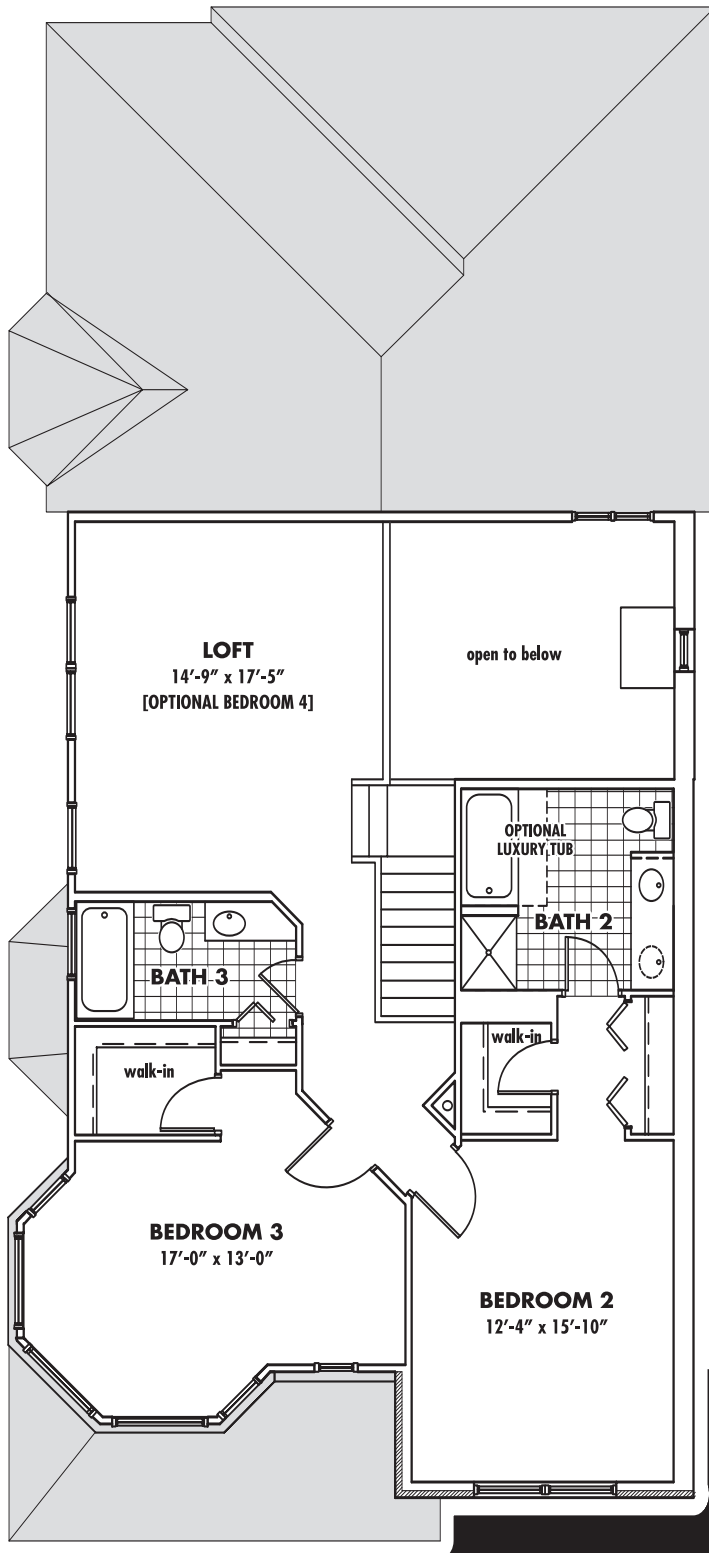 LOFT
14'-9" x 17'-5"
[OPTIONAL BEDROOM 4]
open to below
OPTIONAL
LUXURY TUB
BATH 2
BATH 3
walk-in
walk-in
BEDROOM 3
17'-0" x 13'-0"
BEDROOM 2
12'-4" x 15'-10"